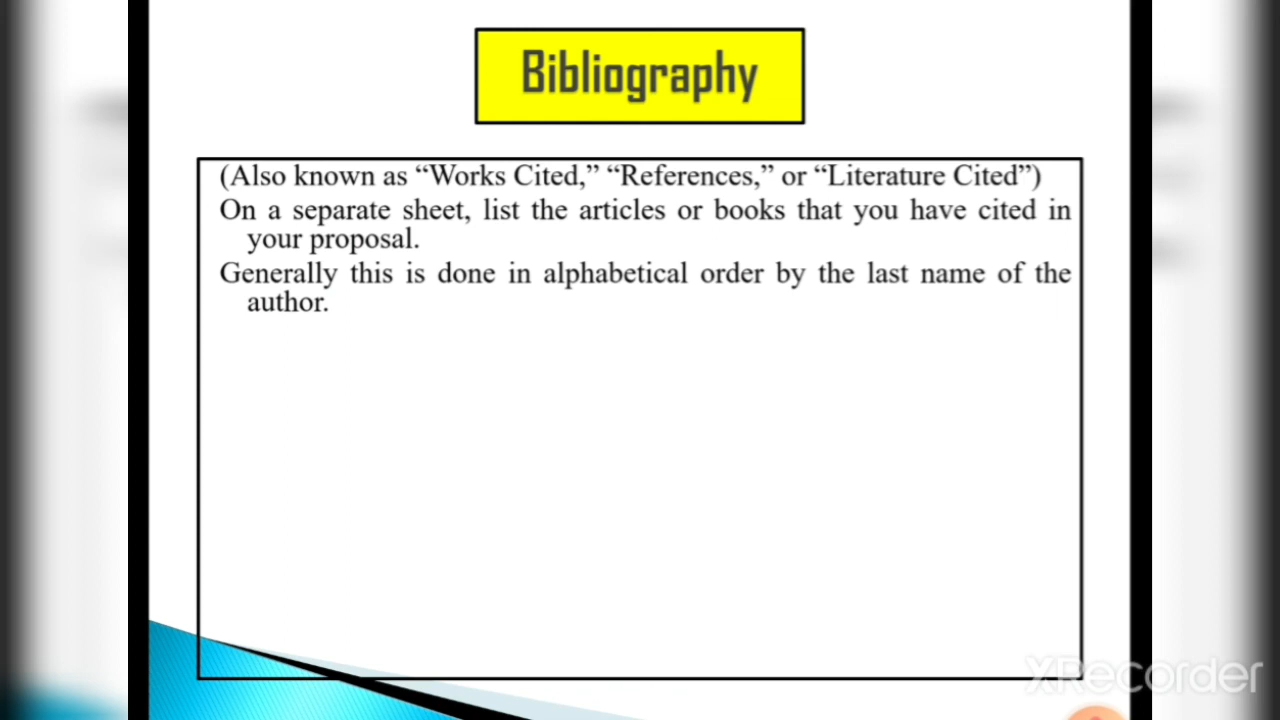 Bibliography
(Also known as “Works Cited,” “References,” or “Literature Cited”)
On a separate sheet, list the articles or books that you have cited in
your proposal.
Generally this is done in alphabetical order by the last name of the
author.
XRecorder